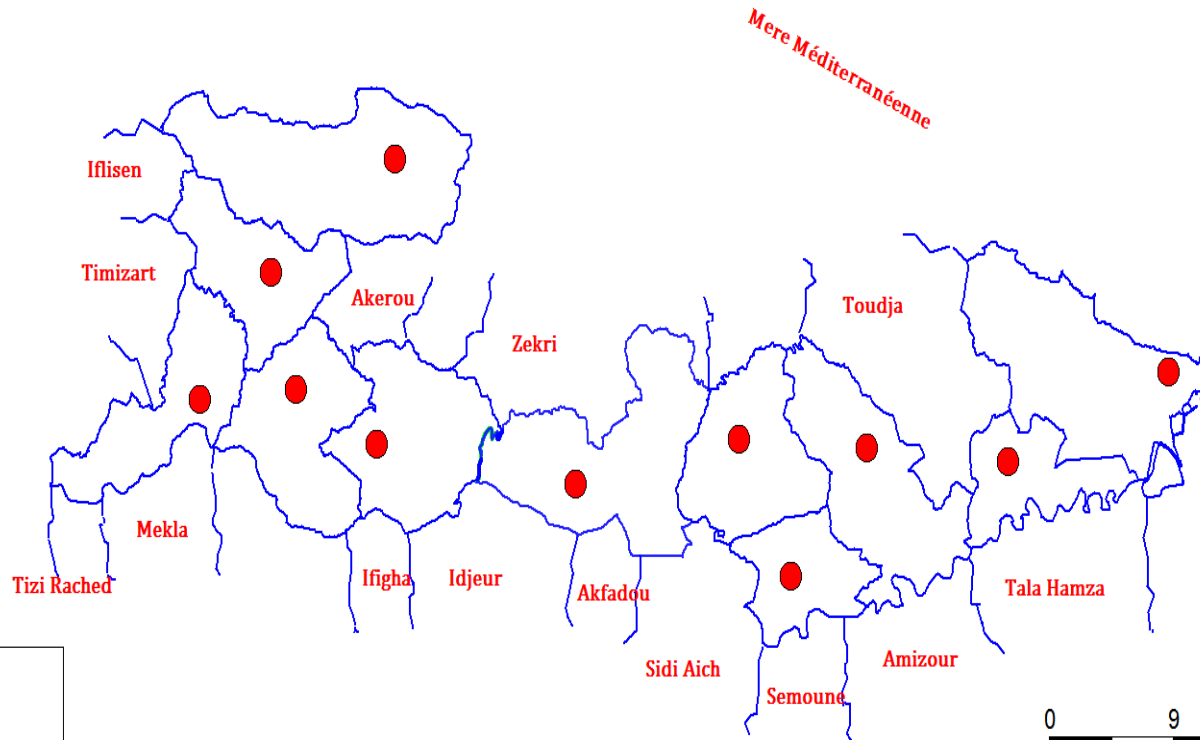 Mere Méditerranéenne
Iflisen
Timizart
Akerou
Toudja
Zekri
Mekla
Tizi Rached
Ifigha
Idjeur
Akfadou
Tala Hamza
Sidi Aich
Amizour
Semoune
0 9